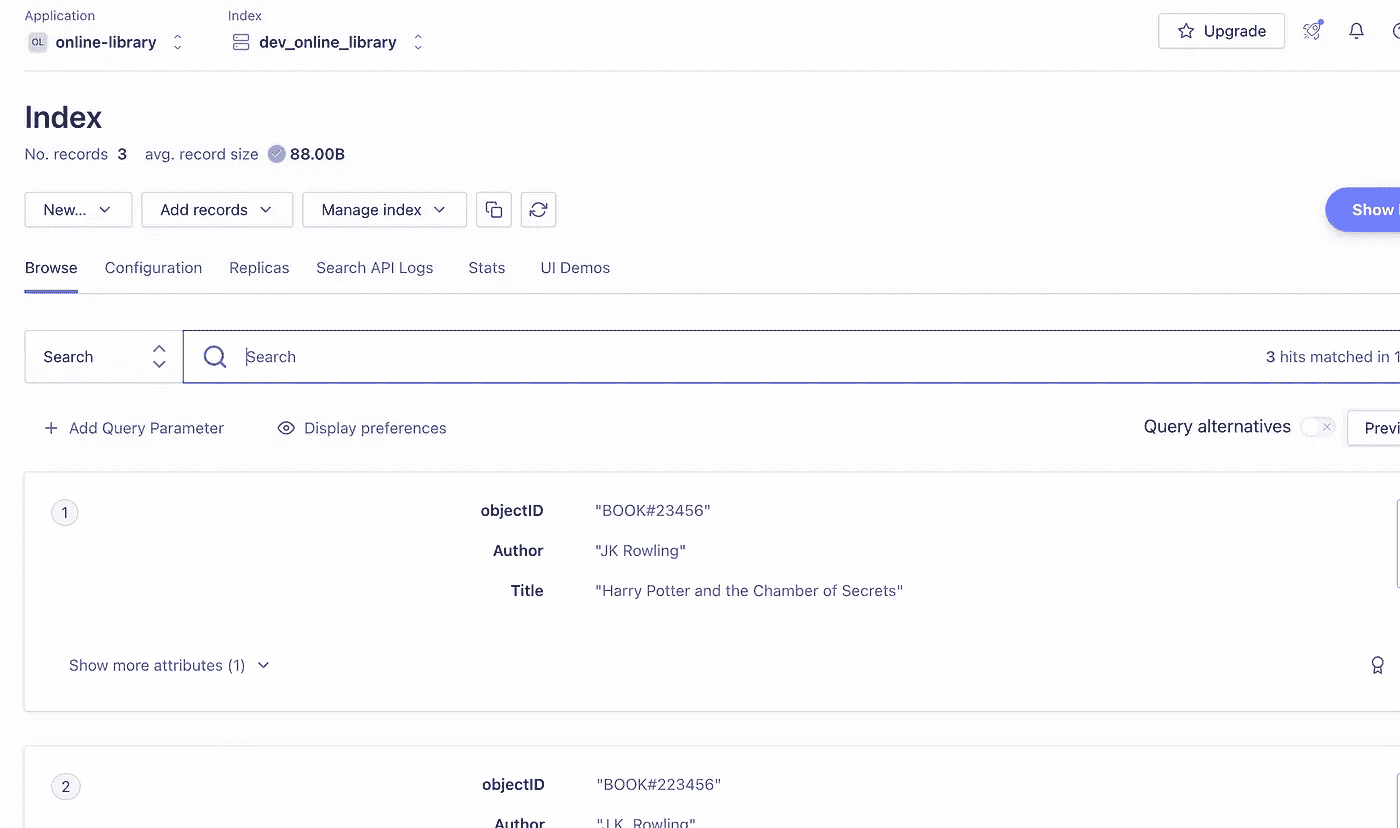 Application Index
OL online-library dev_online_library
Upgrade
Index
No. records 3 avg. record size 88.00B
New... Add records Manage index
Show
Browse Configuration Replicas Search API Logs Stats UI Demos
Search Search 3 hits matched in 1
Add Query Parameter Display preferences Query alternatives Previ
1 objectID "BOOK#23456"
Author "JK Rowling"
Title "Harry Potter and the Chamber of Secrets"
Show more attributes (1)
2 objectID "BOOK#223456"
Author "J.K. Rowling"